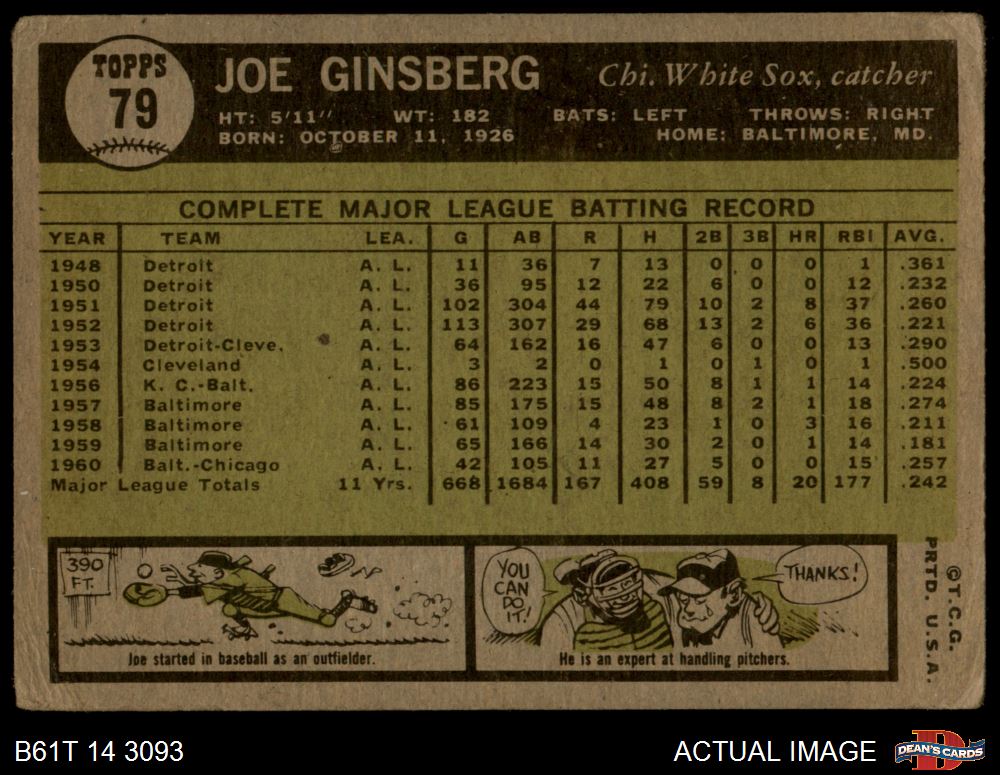 TOPPS
79
JOE GINSBERG
Chi. White Sox, catcher
HT: 5'11" WT: 182 BATS: LEFT THROWS: RIGHT
BORN: OCTOBER 11, 1926 HOME: BALTIMORE, MD.
COMPLETE MAJOR LEAGUE BATTING RECORD
YEAR TEAM LEA. G AB R H 2B 3B HR RBI AVG.
1948 Detroit A. L. 11 36 7 13 0 0 0 1 .361
1950 Detroit A. L. 36 95 12 22 6 0 0 12 .232
1951 Detroit A. L. 102 304 44 79 10 2 8 37 .260
1952 Detroit A. L. 113 307 29 68 13 2 6 36 .221
1953 Detroit-Cleve. A. L. 64 162 16 47 6 0 0 13 .290
1954 Cleveland A. L. 3 2 0 1 0 1 0 1 .500
1956 K. C.-Balt. A. L. 86 223 15 50 8 1 1 14 .224
1957 Baltimore A. L. 85 175 15 48 8 2 1 18 .274
1958 Baltimore A. L. 61 109 4 23 1 0 3 16 .211
1959 Baltimore A. L. 65 166 14 30 2 0 1 14 .181
1960 Balt.-Chicago A. L. 42 105 11 27 5 0 0 15 .257
Major League Totals 11 Yrs. 668 1684 167 408 59 8 20 177 .242
390
FT.
Joe started in baseball as an outfielder.
YOU
CAN
DO
IT!
THANKS!
He is an expert at handling pitchers.
©T.C.G.
PRTD. U.S.A.
B61T 14 3093
ACTUAL IMAGE
DEAN'S CARDS